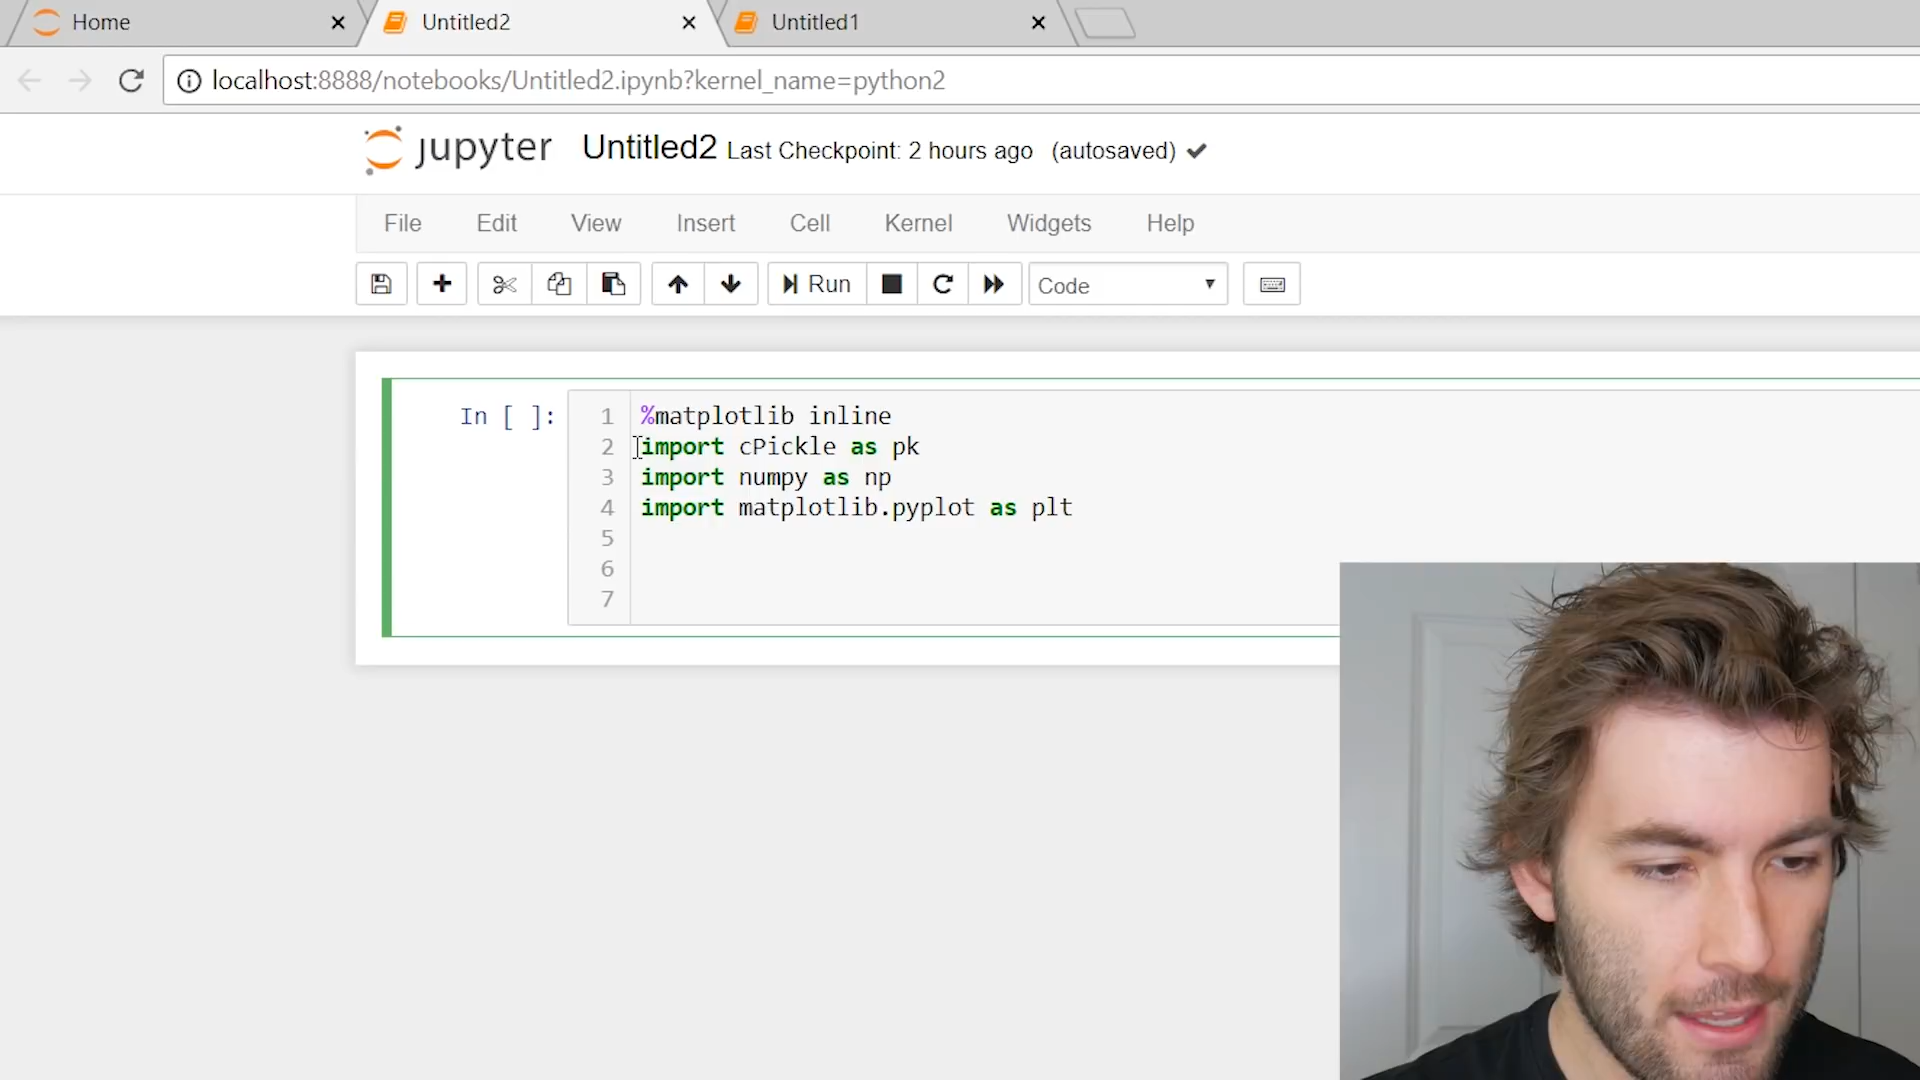 Home
Untitled2
Untitled1
localhost:8888/notebooks/Untitled2.ipynb?kernel_name=python2
jupyter Untitled2 Last Checkpoint: 2 hours ago (autosaved)
File Edit View Insert Cell Kernel Widgets Help
Run
Code
In [ ]:
1 %matplotlib inline
2 import cPickle as pk
3 import numpy as np
4 import matplotlib.pyplot as plt
5
6
7